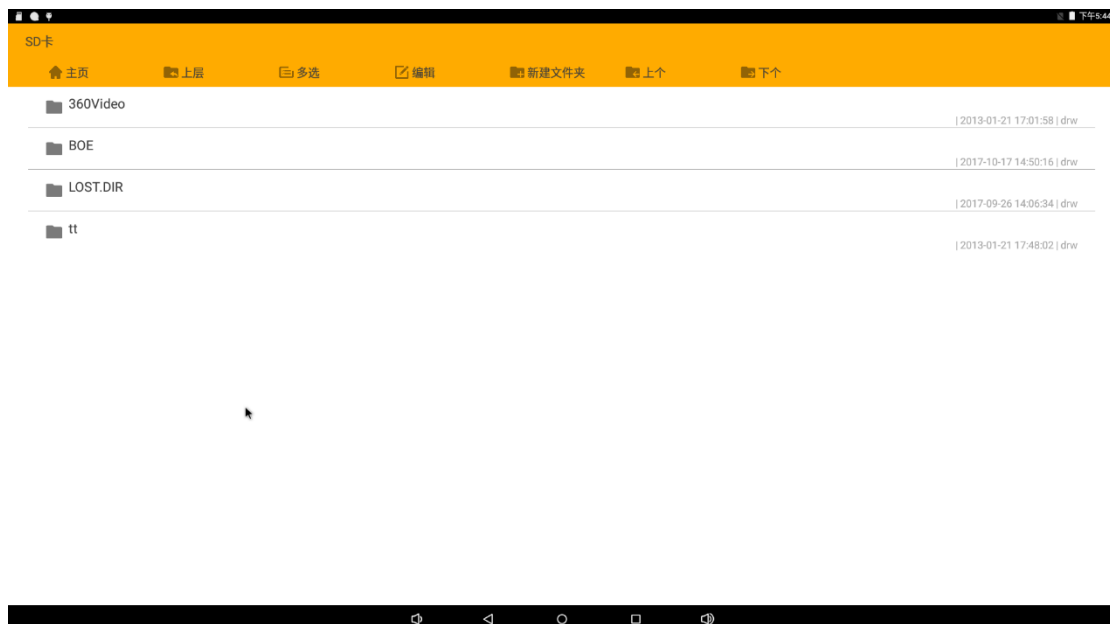 下午5:44
SD卡
主页 上层 多选 编辑 新建文件夹 上个 下个
360Video
| 2013-01-21 17:01:58 | drw
BOE
| 2017-10-17 14:50:16 | drw
LOST.DIR
| 2017-09-26 14:06:34 | drw
tt
| 2013-01-21 17:48:02 | drw